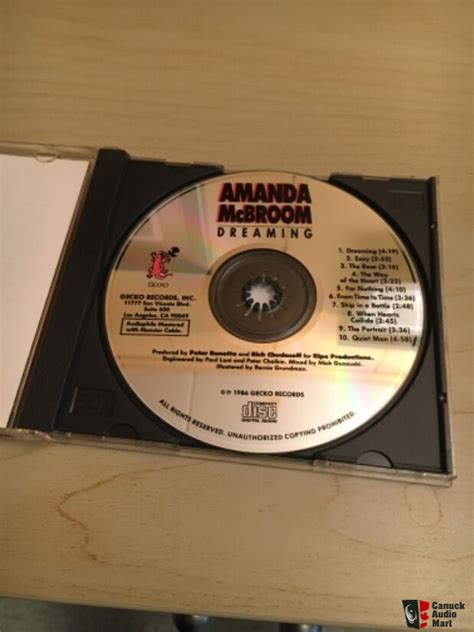 AMANDA
McBROOM
DREAMING
GECKO
GECKO RECORDS, INC.
11777 San Vicente Blvd.
Suite 600
Los Angeles, CA 90049
Audiophile Mastered
with Monster Cable.
1. Dreaming (4:19)
2. Easy (3:53)
3. The Rose (3:16)
4. The Way
of the Heart (3:22)
5. For Nothing (4:10)
6. From Time to Time (3:36)
7. Ship in a Bottle (3:48)
8. When Hearts
Collide (3:45)
9. The Portrait (3:36)
10. Quiet Man (4:58)
Produced by Peter Bunetta and Rick Chudacoff for Ripe Productions.
Engineered by Paul Lani and Peter Chaikin. Mixed by Mick Guzauski.
Mastered by Bernie Grundman.
©℗ 1986 GECKO RECORDS
COMPACT
disc
DIGITAL AUDIO
ALL RIGHTS RESERVED. UNAUTHORIZED COPYING PROHIBITED.
Canuck
Audio
Mart